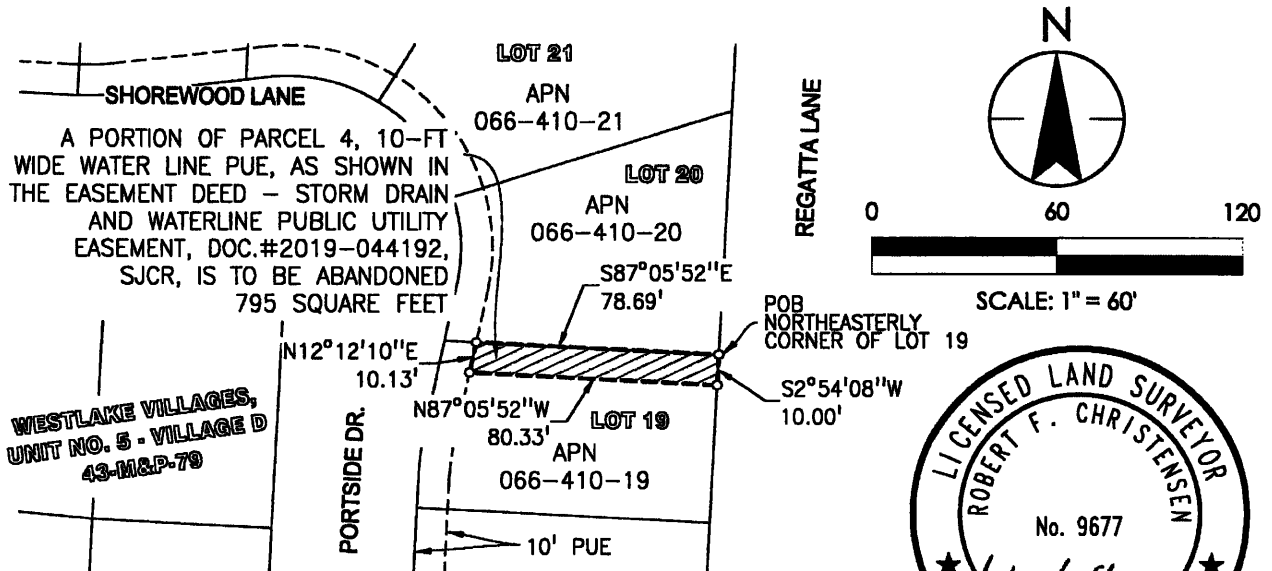 LOT 21
APN
066-410-21
SHOREWOOD LANE
A PORTION OF PARCEL 4, 10-FT
WIDE WATER LINE PUE, AS SHOWN IN
THE EASEMENT DEED – STORM DRAIN
AND WATERLINE PUBLIC UTILITY
EASEMENT, DOC.#2019-044192,
SJCR, IS TO BE ABANDONED
795 SQUARE FEET
LOT 20
APN
066-410-20
REGATTA LANE
N
0 60 120
SCALE: 1" = 60'
S87°05'52"E
78.69'
POB
NORTHEASTERLY
CORNER OF LOT 19
N12°12'10"E
10.13'
S2°54'08"W
10.00'
N87°05'52"W
80.33'
LOT 19
APN
066-410-19
WESTLAKE VILLAGES,
UNIT NO. 5 - VILLAGE D
43-M&P-79
PORTSIDE DR.
10' PUE
LICENSED LAND SURVEYOR
ROBERT F. CHRISTENSEN
No. 9677